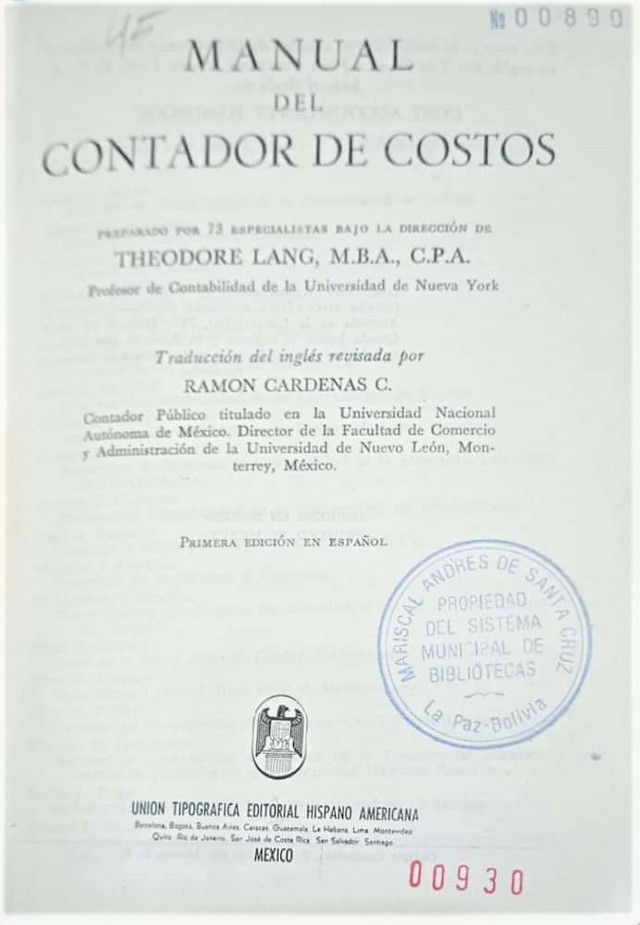 45
Nº 00890
MANUAL
DEL
CONTADOR DE COSTOS
PREPARADO POR 73 ESPECIALISTAS BAJO LA DIRECCIÓN DE
THEODORE LANG, M.B.A., C.P.A.
Profesor de Contabilidad de la Universidad de Nueva York
Traducción del inglés revisada por
RAMON CARDENAS C.
Contador Público titulado en la Universidad Nacional
Autónoma de México. Director de la Facultad de Comercio
y Administración de la Universidad de Nuevo León, Mon-
terrey, México.
PRIMERA EDICIÓN EN ESPAÑOL
MARISCAL ANDRES DE SANTA CRUZ
PROPIEDAD
DEL SISTEMA
MUNICIPAL DE
BIBLIOTECAS
La Paz-Bolivia
UNION TIPOGRAFICA EDITORIAL HISPANO AMERICANA
Barcelona, Bogotá, Buenos Aires, Caracas, Guatemala, La Habana, Lima, Montevideo
Quito, Rio de Janeiro, San José de Costa Rica, San Salvador, Santiago
MEXICO
00930